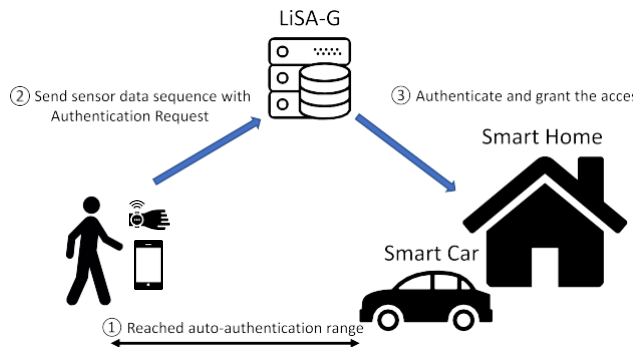 LiSA-G
② Send sensor data sequence with
Authentication Request
③ Authenticate and grant the acces
Smart Home
Smart Car
① Reached auto-authentication range